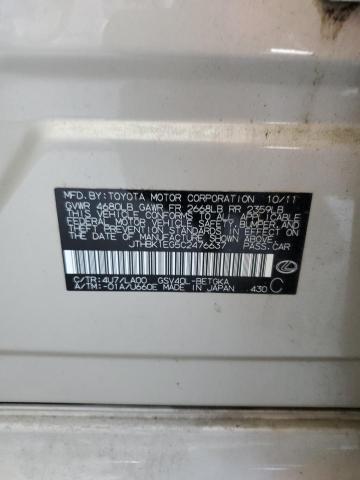 MFD. BY: TOYOTA MOTOR CORPORATION 10/11
GVWR 4680LB GAWR FR 2668LB RR 2359LB
THIS VEHICLE CONFORMS TO ALL APPLICABLE
FEDERAL MOTOR VEHICLE SAFETY, BUMPER, AND
THEFT PREVENTION STANDARDS IN EFFECT ON
THE DATE OF MANUFACTURE SHOWN ABOVE.
JTHBK1EG5C2476637 PASS-CAR
C/TR: 4U7/LA00 GSV40L-BETGKA
A/TM: -01A/U660E MADE IN JAPAN 430 C